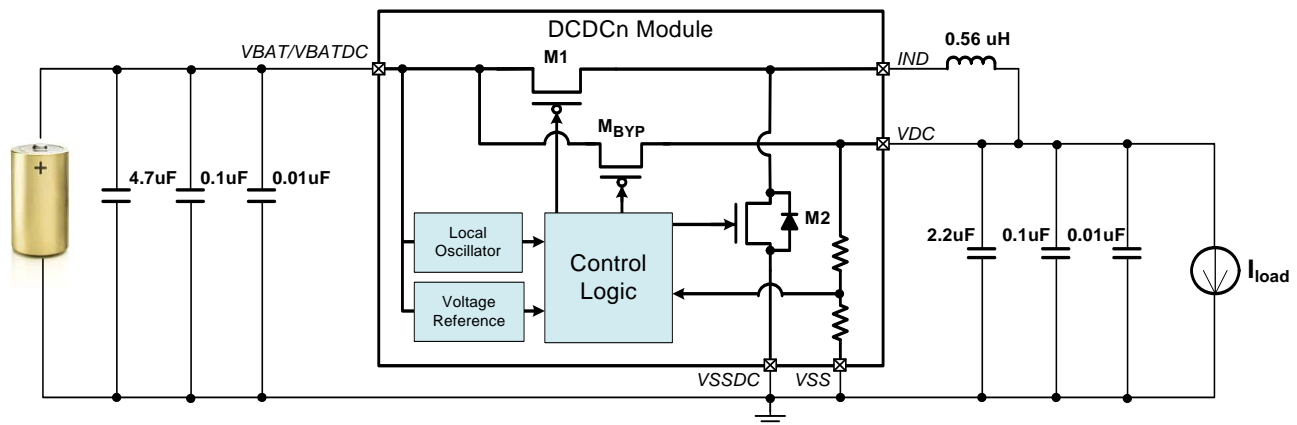 DCDCn Module
VBAT/VBATDC
M1
IND
0.56 uH
MBYP
VDC
+
4.7uF
0.1uF
0.01uF
Local
Oscillator
Control
Logic
M2
2.2uF
0.1uF
0.01uF
Iload
Voltage
Reference
VSSDC
VSS